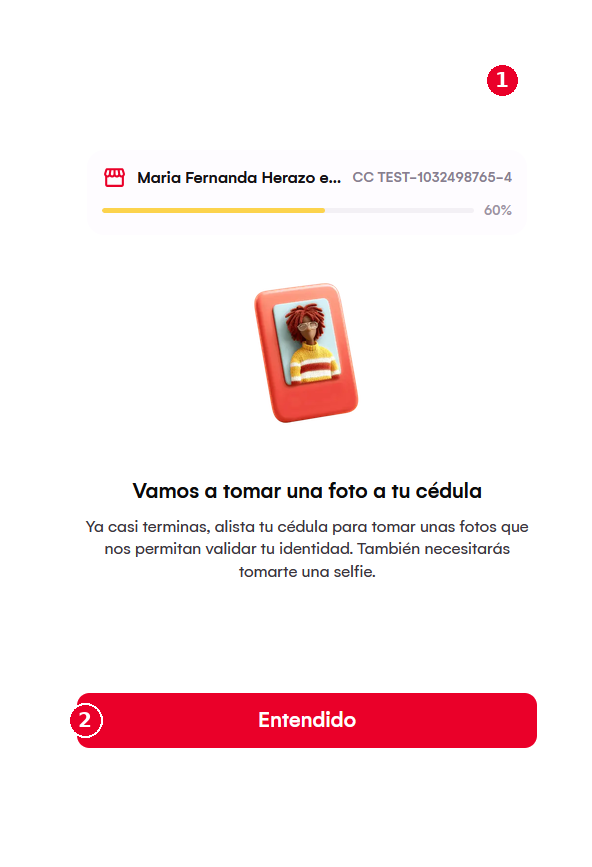 1
Maria Fernanda Herazo e... CC TEST-1032498765-4
60%
Vamos a tomar una foto a tu cédula
Ya casi terminas, alista tu cédula para tomar unas fotos que
nos permitan validar tu identidad. También necesitarás
tomarte una selfie.
2 Entendido